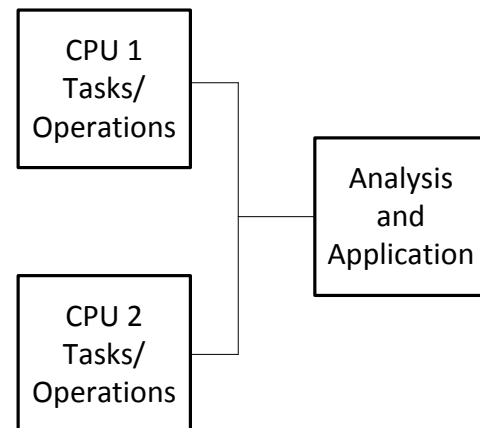 CPU 1
Tasks/
Operations
Analysis
and
Application
CPU 2
Tasks/
Operations